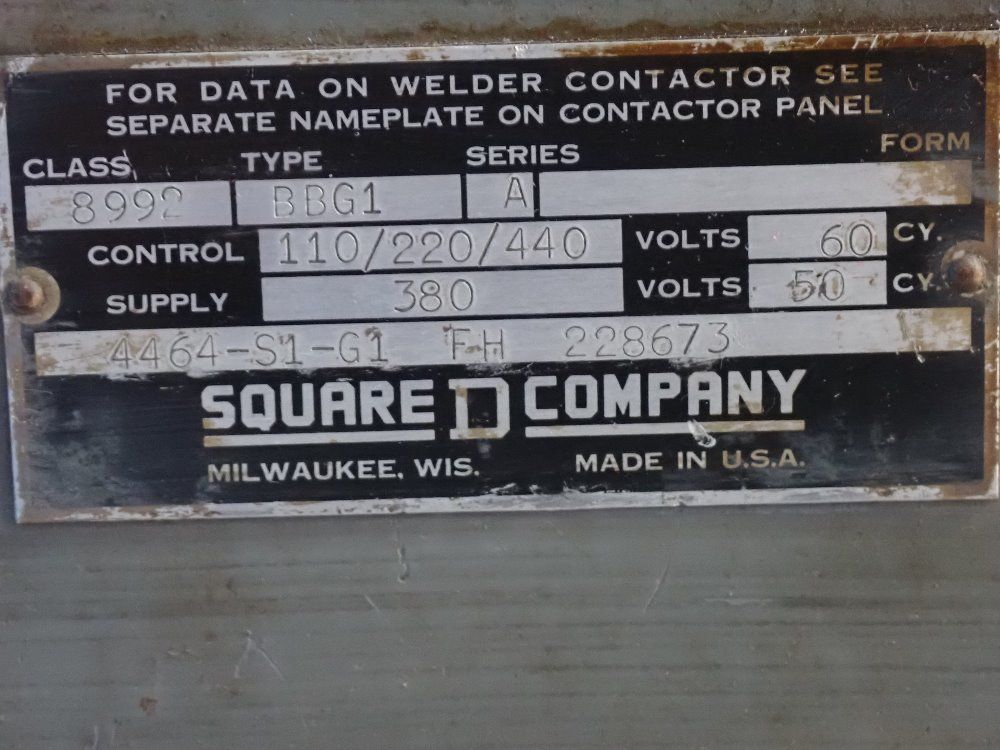 FOR DATA ON WELDER CONTACTOR SEE
SEPARATE NAMEPLATE ON CONTACTOR PANEL
CLASS TYPE SERIES FORM
8992 BBG1 A
CONTROL 110/220/440 VOLTS 60 CY.
SUPPLY 380 VOLTS 50 CY.
4464-S1-G1 FH 228673
SQUARE D COMPANY
MILWAUKEE, WIS. MADE IN U.S.A.